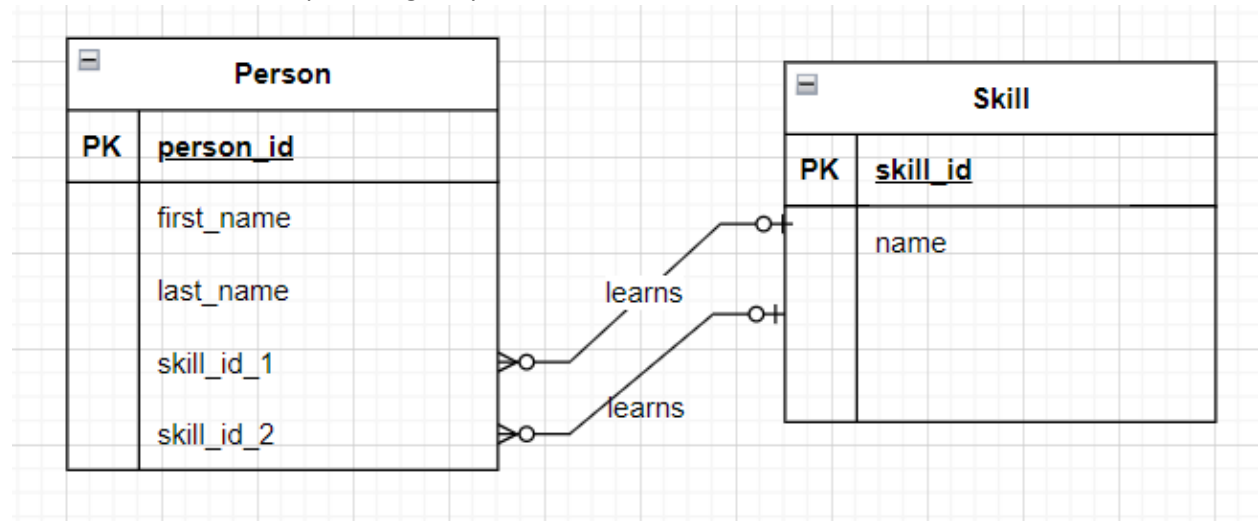 Person
PK person_id
first_name
last_name
skill_id_1
skill_id_2
learns
learns
Skill
PK skill_id
name